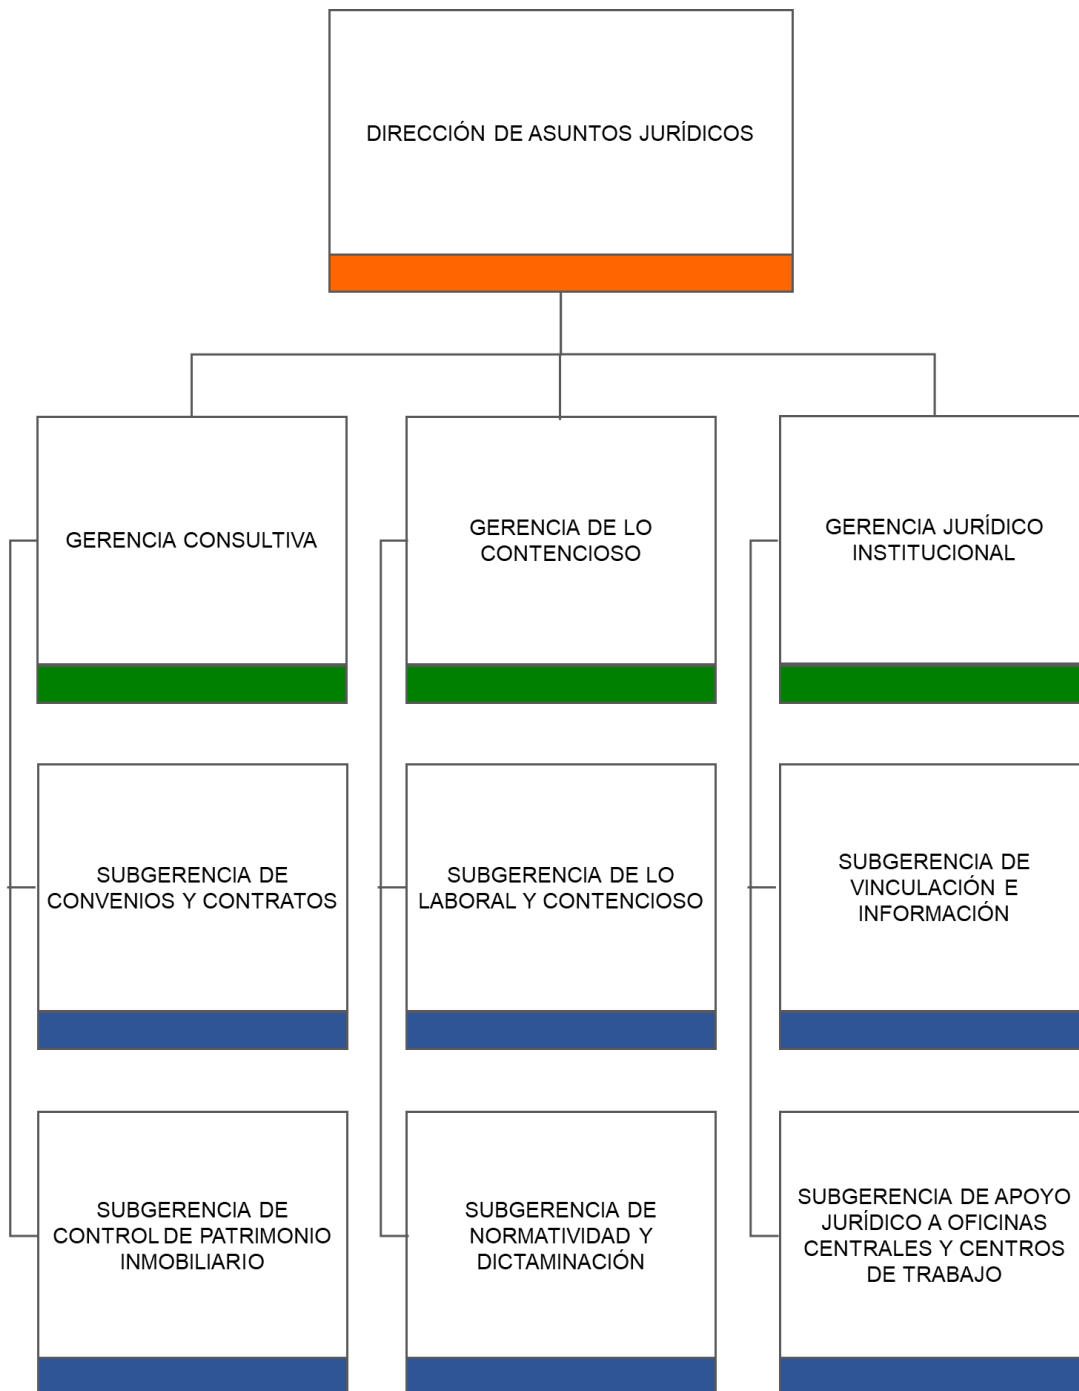 DIRECCIÓN DE ASUNTOS JURÍDICOS
GERENCIA CONSULTIVA
GERENCIA DE LO
CONTENCIOSO
GERENCIA JURÍDICO
INSTITUCIONAL
SUBGERENCIA DE
CONVENIOS Y CONTRATOS
SUBGERENCIA DE LO
LABORAL Y CONTENCIOSO
SUBGERENCIA DE
VINCULACIÓN E
INFORMACIÓN
SUBGERENCIA DE
CONTROL DE PATRIMONIO
INMOBILIARIO
SUBGERENCIA DE
NORMATIVIDAD Y
DICTAMINACIÓN
SUBGERENCIA DE APOYO
JURÍDICO A OFICINAS
CENTRALES Y CENTROS
DE TRABAJO